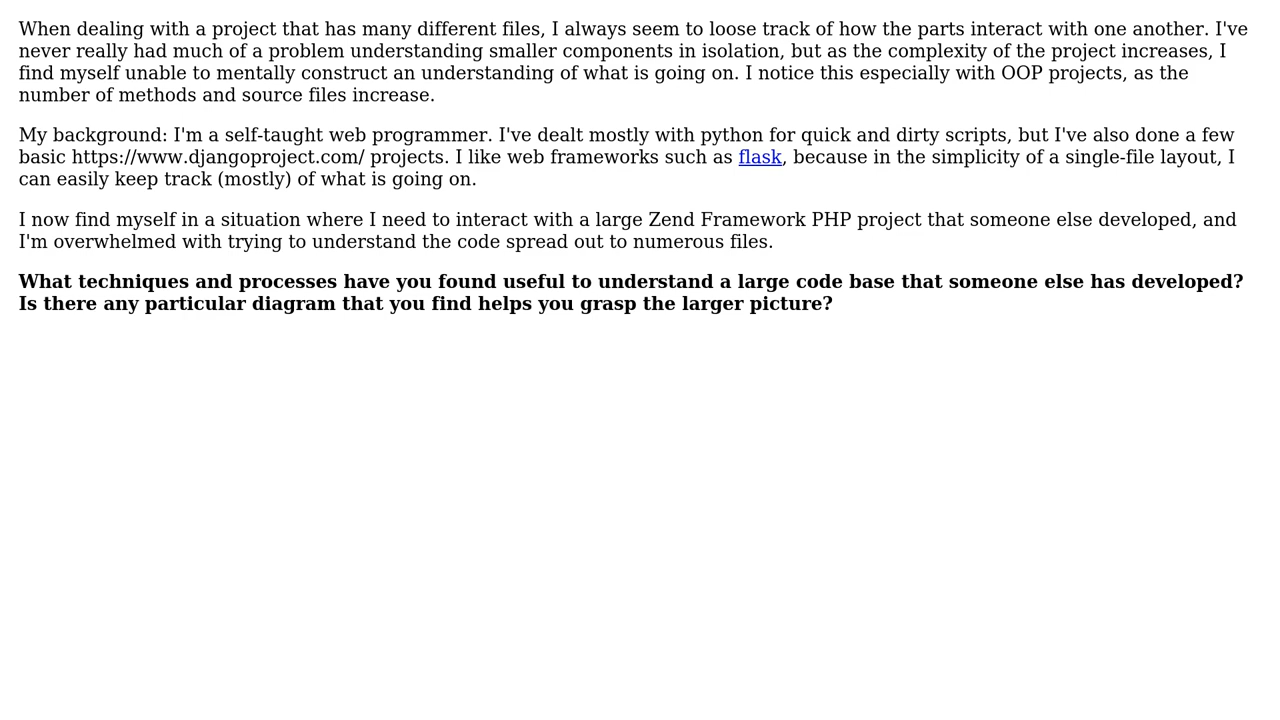 When dealing with a project that has many different files, I always seem to loose track of how the parts interact with one another. I've
never really had much of a problem understanding smaller components in isolation, but as the complexity of the project increases, I
find myself unable to mentally construct an understanding of what is going on. I notice this especially with OOP projects, as the
number of methods and source files increase.
My background: I'm a self-taught web programmer. I've dealt mostly with python for quick and dirty scripts, but I've also done a few
basic https://www.djangoproject.com/ projects. I like web frameworks such as flask, because in the simplicity of a single-file layout, I
can easily keep track (mostly) of what is going on.
I now find myself in a situation where I need to interact with a large Zend Framework PHP project that someone else developed, and
I'm overwhelmed with trying to understand the code spread out to numerous files.
What techniques and processes have you found useful to understand a large code base that someone else has developed?
Is there any particular diagram that you find helps you grasp the larger picture?